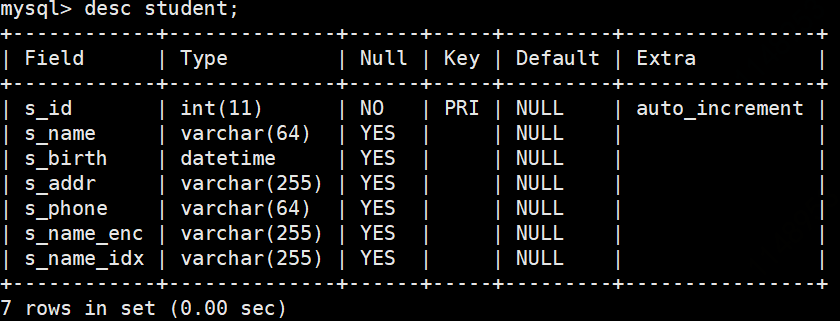 mysql> desc student;
+------------+--------------+------+-----+---------+----------------+
| Field      | Type         | Null | Key | Default | Extra          |
+------------+--------------+------+-----+---------+----------------+
| s_id       | int(11)      | NO   | PRI | NULL    | auto_increment |
| s_name     | varchar(64)  | YES  |     | NULL    |                |
| s_birth    | datetime     | YES  |     | NULL    |                |
| s_addr     | varchar(255) | YES  |     | NULL    |                |
| s_phone    | varchar(64)  | YES  |     | NULL    |                |
| s_name_enc | varchar(255) | YES  |     | NULL    |                |
| s_name_idx | varchar(255) | YES  |     | NULL    |                |
+------------+--------------+------+-----+---------+----------------+
7 rows in set (0.00 sec)